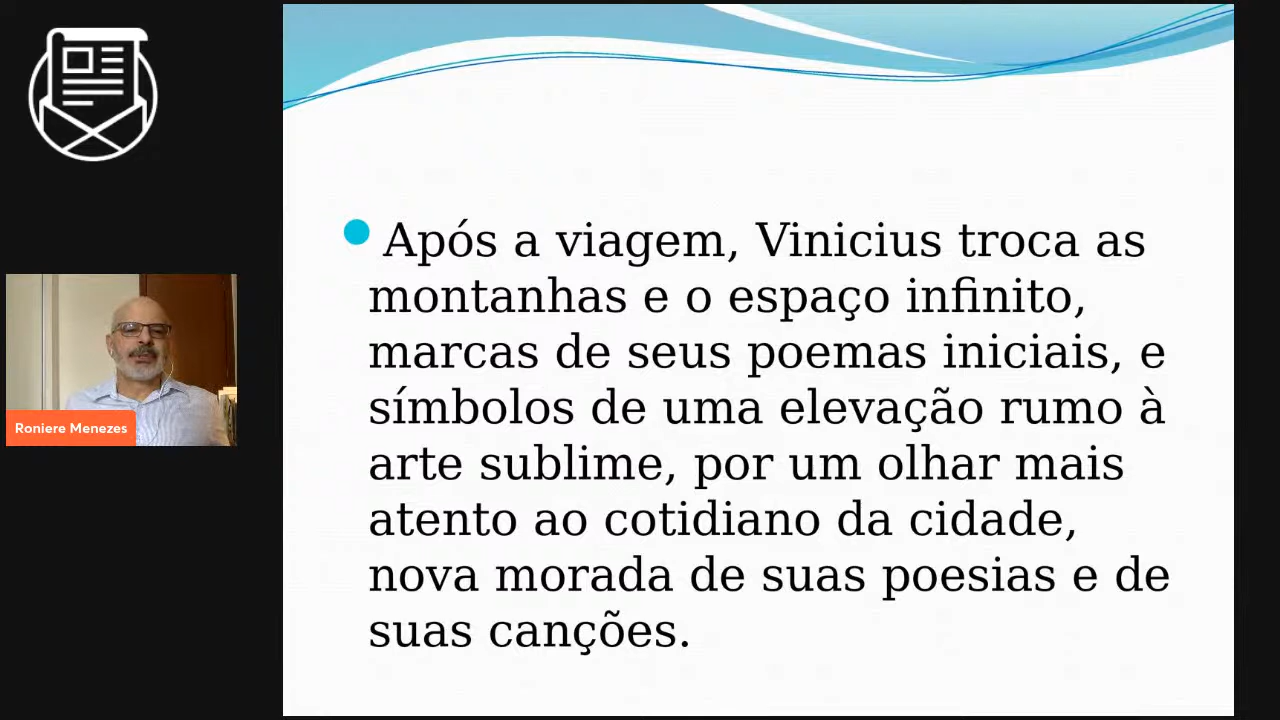 Após a viagem, Vinicius troca as
montanhas e o espaço infinito,
marcas de seus poemas iniciais, e
símbolos de uma elevação rumo à
arte sublime, por um olhar mais
atento ao cotidiano da cidade,
nova morada de suas poesias e de
suas canções.
Roniere Menezes